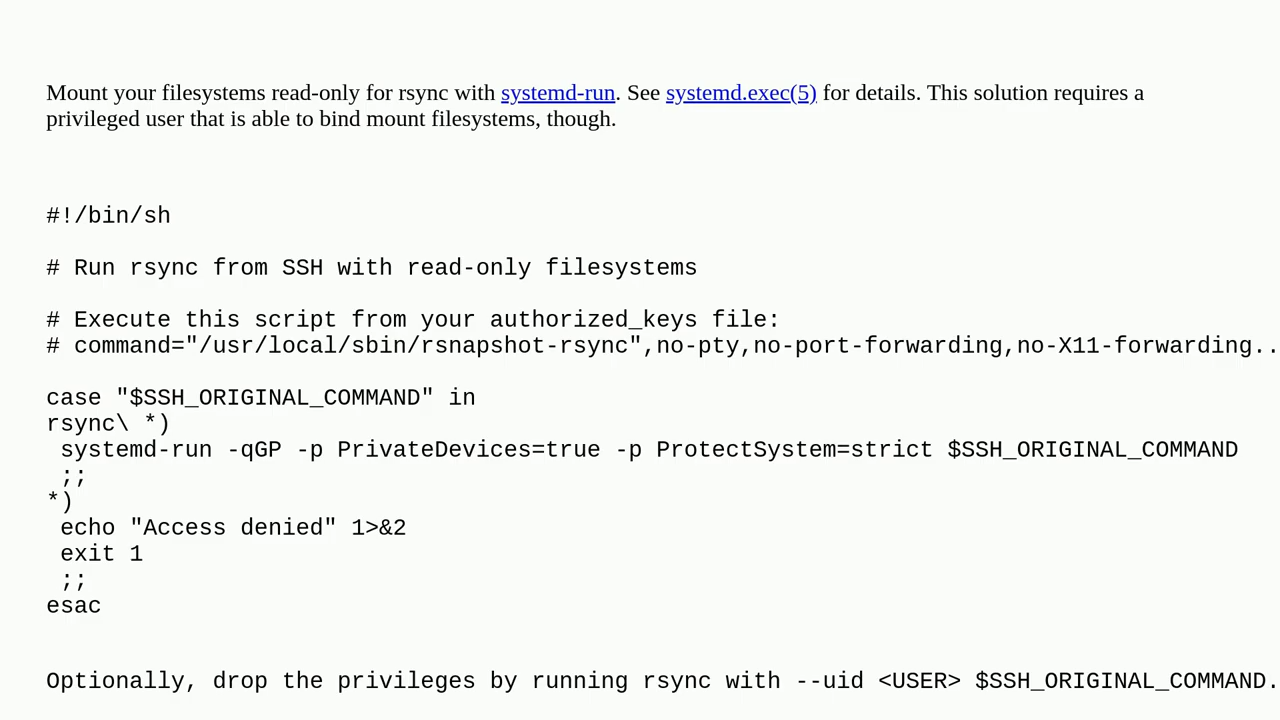 Mount your filesystems read-only for rsync with systemd-run. See systemd.exec(5) for details. This solution requires a
privileged user that is able to bind mount filesystems, though.
#!/bin/sh
# Run rsync from SSH with read-only filesystems
# Execute this script from your authorized_keys file:
# command="/usr/local/sbin/rsnapshot-rsync",no-pty,no-port-forwarding,no-X11-forwarding..
case "$SSH_ORIGINAL_COMMAND" in
rsync\ *)
 systemd-run -qGP -p PrivateDevices=true -p ProtectSystem=strict $SSH_ORIGINAL_COMMAND
 ;;
*)
 echo "Access denied" 1>&2
 exit 1
 ;;
esac
Optionally, drop the privileges by running rsync with --uid <USER> $SSH_ORIGINAL_COMMAND.